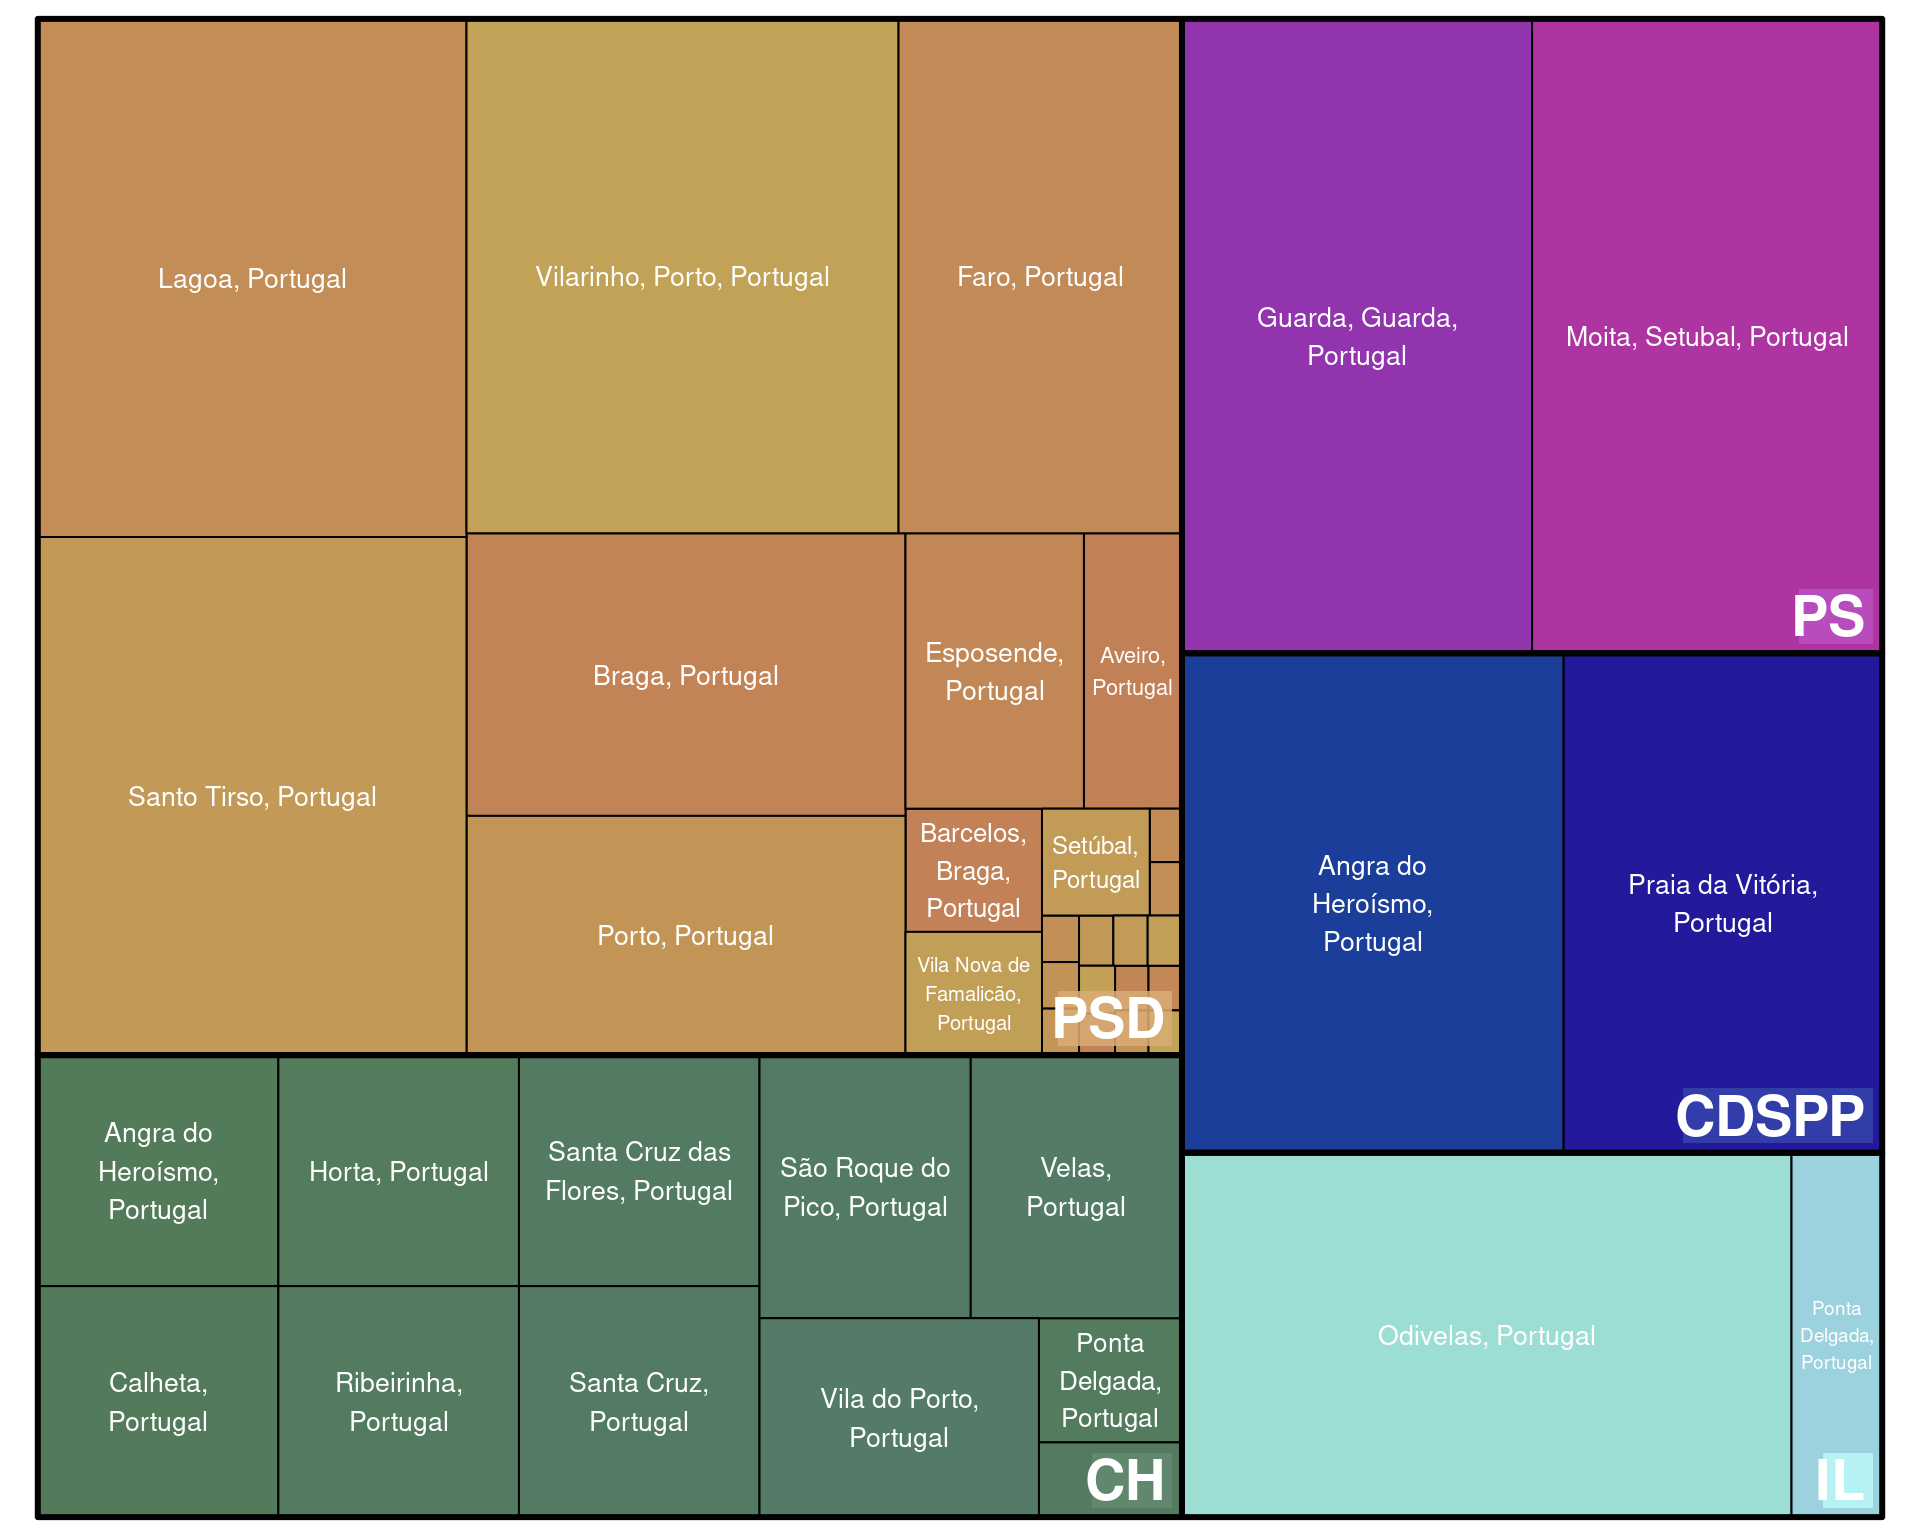 Lagoa, Portugal
Vilarinho, Porto, Portugal
Faro, Portugal
Santo Tirso, Portugal
Braga, Portugal
Esposende,
Portugal
Aveiro,
Portugal
Porto, Portugal
Barcelos,
Braga,
Portugal
Setúbal,
Portugal
Vila Nova de
Famalicão,
Portugal
PSD
Guarda, Guarda,
Portugal
Moita, Setubal, Portugal
PS
Angra do
Heroísmo,
Portugal
Praia da Vitória,
Portugal
CDSPP
Angra do
Heroísmo,
Portugal
Horta, Portugal
Santa Cruz das
Flores, Portugal
São Roque do
Pico, Portugal
Velas,
Portugal
Calheta,
Portugal
Ribeirinha,
Portugal
Santa Cruz,
Portugal
Vila do Porto,
Portugal
Ponta
Delgada,
Portugal
CH
Odivelas, Portugal
Ponta
Delgada,
Portugal
IL